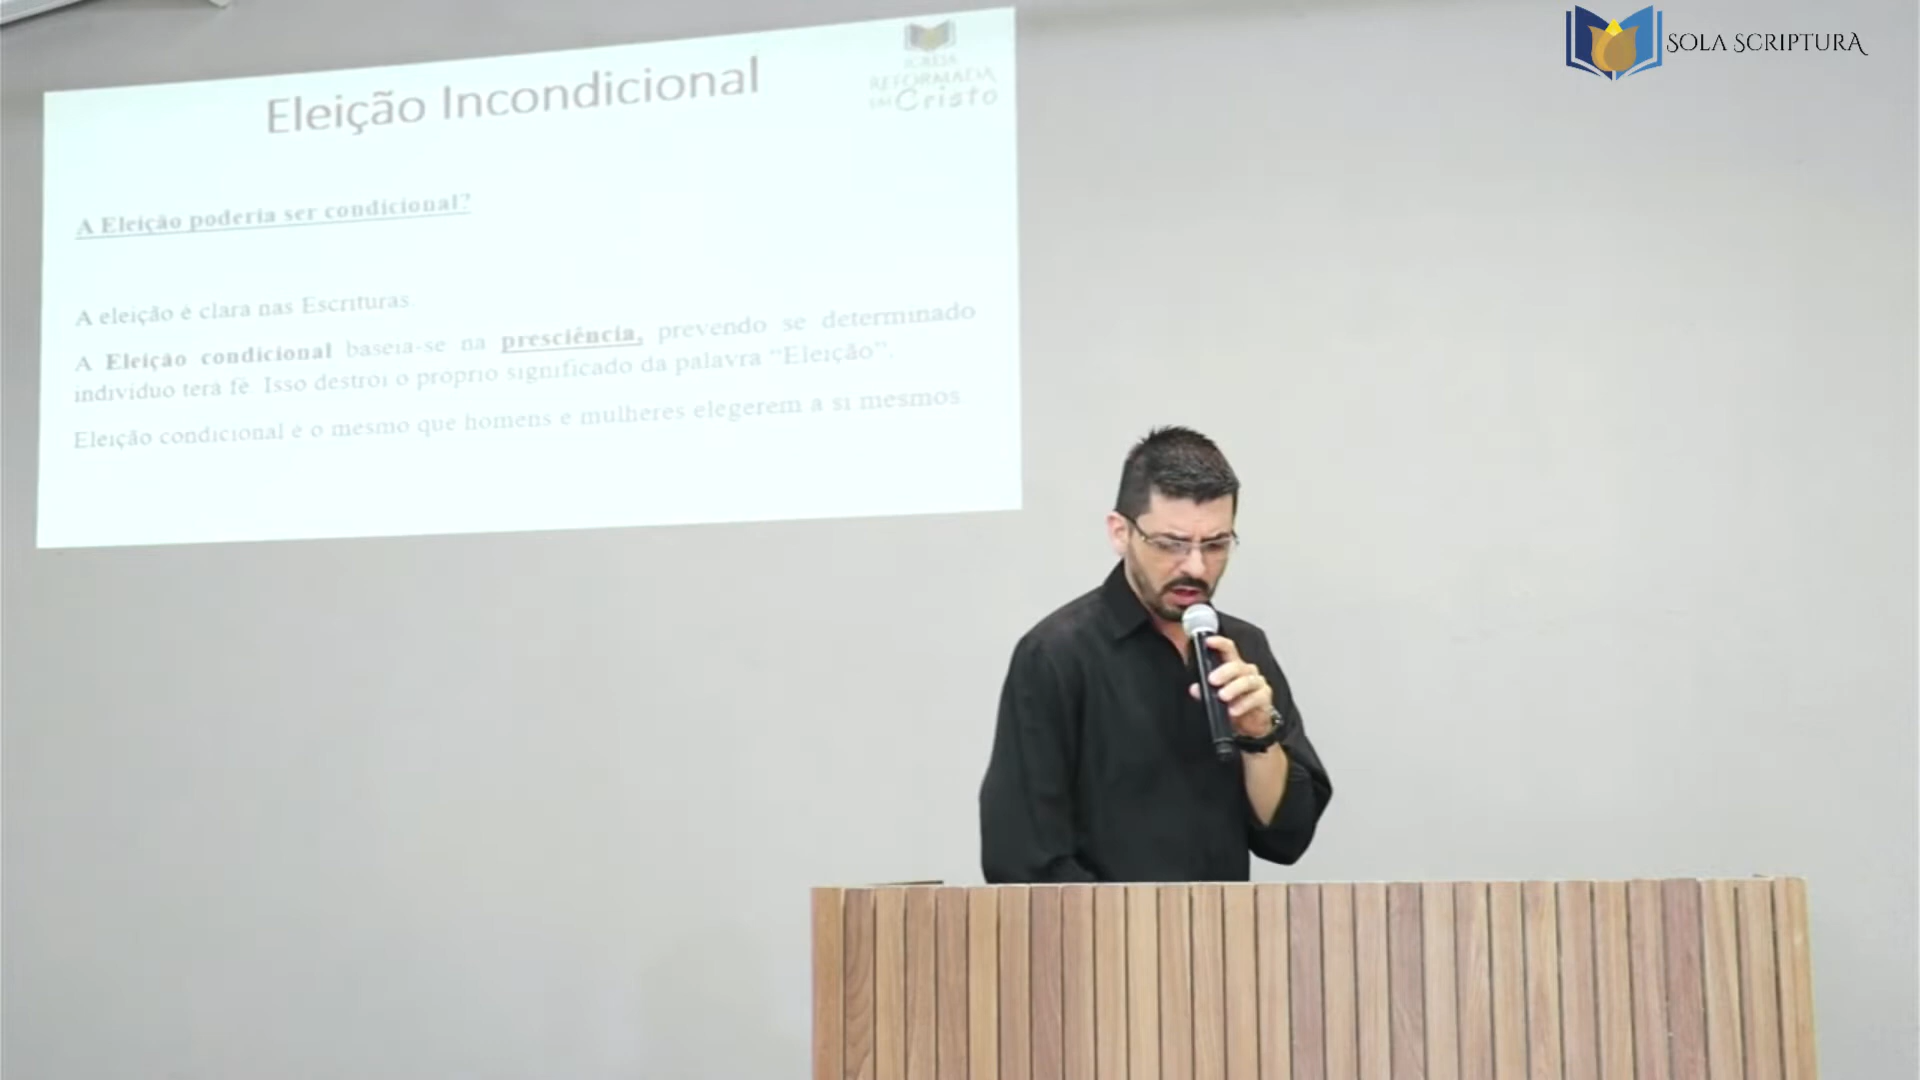 SOLA SCRIPTURA
IGREJA
REFORMADA
EM Cristo
Eleição Incondicional
A Eleição poderia ser condicional?
A eleição é clara nas Escrituras.
A Eleição condicional baseia-se na presciência, prevendo se determinado
indivíduo terá fé. Isso destrói o próprio significado da palavra “Eleição”.
Eleição condicional é o mesmo que homens e mulheres elegerem a si mesmos.